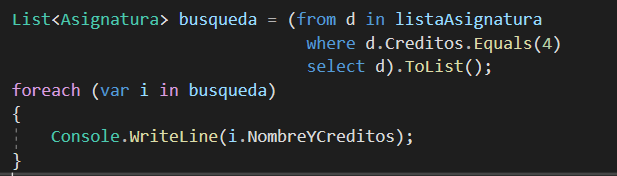 List<Asignatura> busqueda = (from d in listaAsignatura
where d.Creditos.Equals(4)
select d).ToList();
foreach (var i in busqueda)
{
Console.WriteLine(i.NombreYCreditos);
}